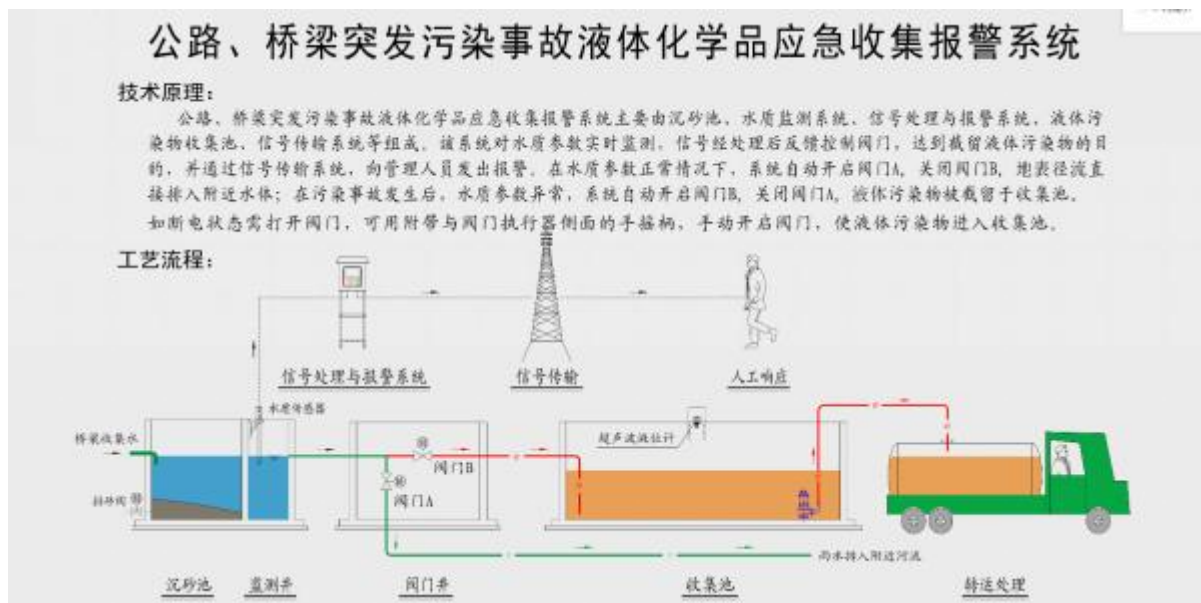 公路、桥梁突发污染事故液体化学品应急收集报警系统
技术原理：
公路、桥梁突发污染事故液体化学品应急收集报警系统主要由沉砂池、水质监测系统、信号处理与报警系统、液体污
染物收集池、信号传输系统等组成。该系统对水质参数实时监测，信号经处理后反馈控制阀门，达到截留液体污染物的目
的，并通过信号传输系统，向管理人员发出报警。在水质参数正常情况下，系统自动开启阀门A，关闭阀门B，地表径流直
接排入附近水体；在污染事故发生后，水质参数异常，系统自动开启阀门B，关闭阀门A，液体污染物被截留于收集池。
如断电状态需打开阀门，可用附带与阀门执行器侧面的手摇柄，手动开启阀门，使液体污染物进入收集池。
工艺流程：
信号处理与报警系统
信号传输
人工响应
水质传感器
桥梁收集水
超声波液位计
阀门B
排砂阀
阀门A
雨水排入附近河流
沉砂池
监测井
阀门井
收集池
转运处理